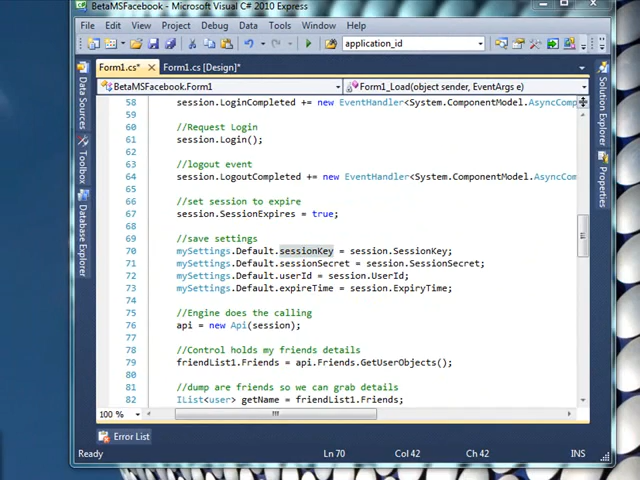 BetaMSFacebook - Microsoft Visual C# 2010 Express
File Edit View Project Debug Data Tools Window Help
application_id
Form1.cs* Form1.cs [Design]*
BetaMSFacebook.Form1 Form1_Load(object sender, EventArgs e)
58 session.LoginCompleted += new EventHandler<System.ComponentModel.AsyncComp
59
60 //Request Login
61 session.Login();
62
63 //logout event
64 session.LogoutCompleted += new EventHandler<System.ComponentModel.AsyncCom
65
66 //set session to expire
67 session.SessionExpires = true;
68
69 //save settings
70 mySettings.Default.sessionKey = session.SessionKey;
71 mySettings.Default.sessionSecret = session.SessionSecret;
72 mySettings.Default.userId = session.UserId;
73 mySettings.Default.expireTime = session.ExpiryTime;
74
75 //Engine does the calling
76 api = new Api(session);
77
78 //Control holds my friends details
79 friendList1.Friends = api.Friends.GetUserObjects();
80
81 //dump are friends so we can grab details
82 IList<user> getName = friendList1.Friends;
100 %
Data Sources
Toolbox
Database Explorer
Solution Explorer
Properties
Error List
Ready Ln 70 Col 42 Ch 42 INS